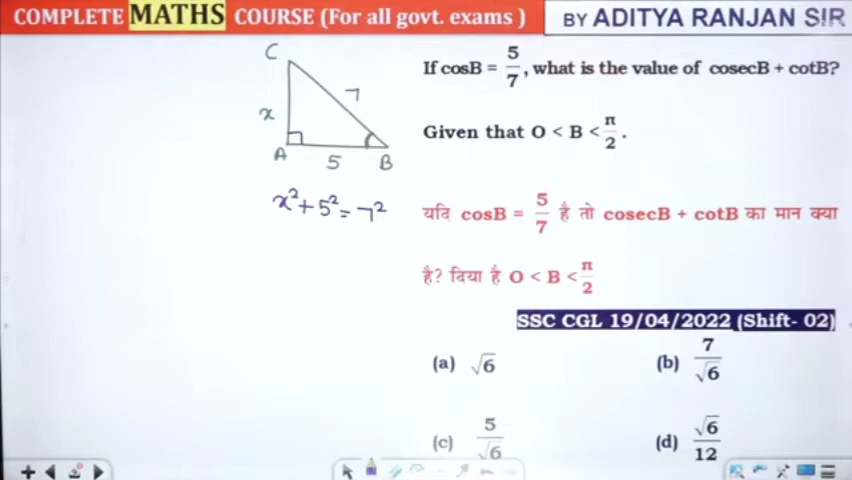 COMPLETE MATHS COURSE (For all govt. exams )
BY ADITYA RANJAN SIR
If cosB = 5/7, what is the value of cosecB + cotB?
Given that O < B < π/2.
यदि cosB = 5/7 है तो cosecB + cotB का मान क्या
है? दिया है O < B < π/2
SSC CGL 19/04/2022 (Shift- 02)
(a) √6
(b) 7/√6
(c) 5/√6
(d) √6/12
C
7
x
A
5
B
x² + 5² = 7²